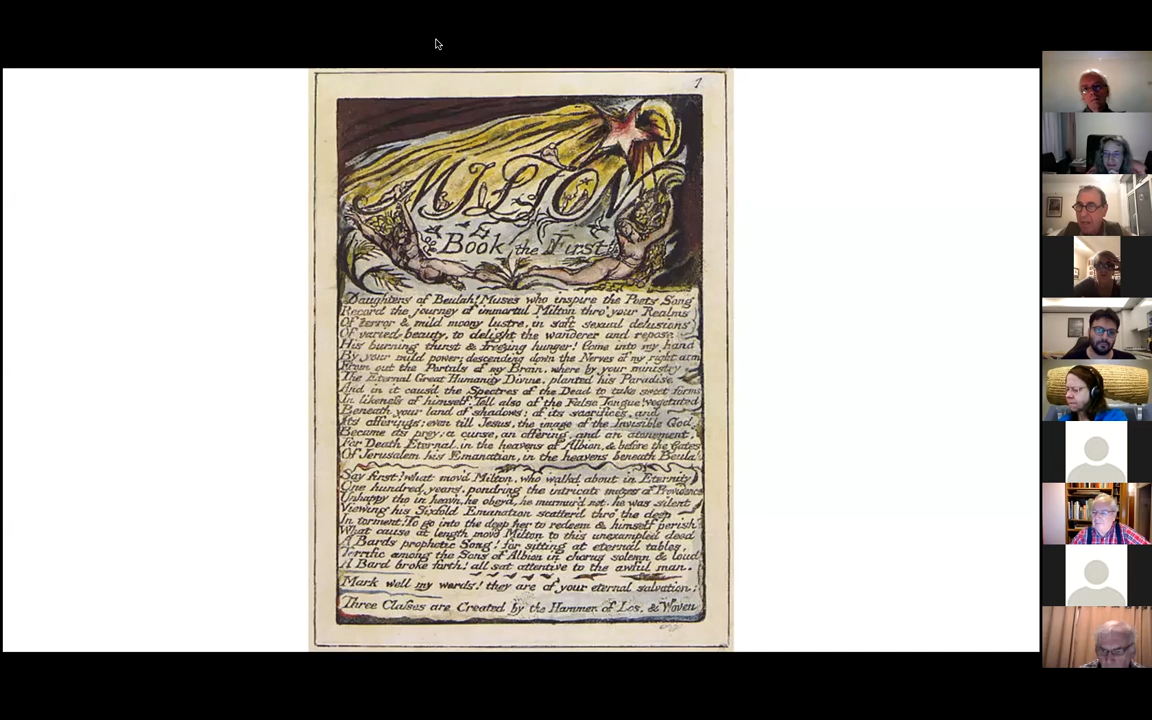 1
MILTON
Book the First
Daughters of Beulah! Muses who inspire the Poets Song
Record the journey of immortal Milton thro' your Realms
Of terror & mild moony lustre, in soft sexual delusions
Of varied beauty, to delight the wanderer and repose
His burning thirst & freezing hunger! Come into my hand
By your mild power; descending down the Nerves of my right arm
From out the Portals of my Brain, where by your ministry
The Eternal Great Humanity Divine, planted his Paradise,
And in it caus'd the Spectres of the Dead to take sweet forms
In likeness of himself. Tell also of the False Tongue! vegetated
Beneath your land of shadows: of its sacrifices, and
Its offerings; even till Jesus, the image of the Invisible God
Became its prey; a curse, an offering, and an atonement,
For Death Eternal in the heavens of Albion, & before the Gates
Of Jerusalem his Emanation, in the heavens beneath Beulah
Say first! what mov'd Milton, who walkd about in Eternity
One hundred years, pondring the intricate mazes of Providence
Unhappy tho in heav'n, he obey'd, he murmur'd not, he was silent
Viewing his Sixfold Emanation scatter'd thro' the deep
In torment! To go into the deep her to redeem & himself perish?
What cause at length mov'd Milton to this unexampled deed
A Bards prophetic Song! for sitting at eternal tables,
Terrific among the Sons of Albion in chorus solemn & loud
A Bard broke forth! all sat attentive to the awful man.
Mark well my words! they are of your eternal salvation:
Three Classes are Created by the Hammer of Los, & Woven